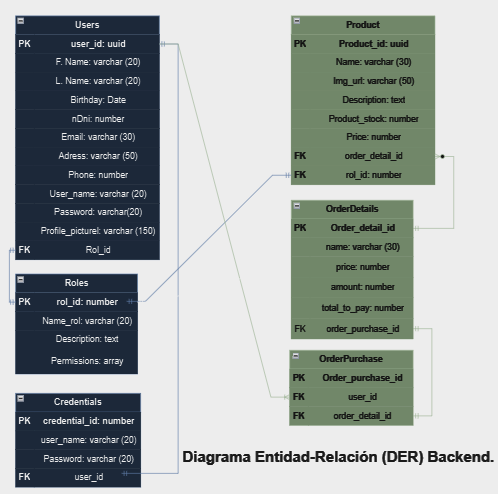 Users
PK user_id: uuid
F. Name: varchar (20)
L. Name: varchar (20)
Birthday: Date
nDni: number
Email: varchar (30)
Adress: varchar (50)
Phone: number
User_name: varchar (20)
Password: varchar(20)
Profile_picturel: varchar (150)
FK Rol_id
Roles
PK rol_id: number
Name_rol: varchar (20)
Description: text
Permissions: array
Credentials
PK credential_id: number
user_name: varchar (20)
Password: varchar (20)
FK user_id
Product
PK Product_id: uuid
Name: varchar (30)
Img_url: varchar (50)
Description: text
Product_stock: number
Price: number
FK order_detail_id
FK rol_id: number
OrderDetails
PK Order_detail_id
name: varchar (30)
price: number
amount: number
total_to_pay: number
FK order_purchase_id
OrderPurchase
PK Order_purchase_id
FK user_id
FK order_detail_id
Diagrama Entidad-Relación (DER) Backend.